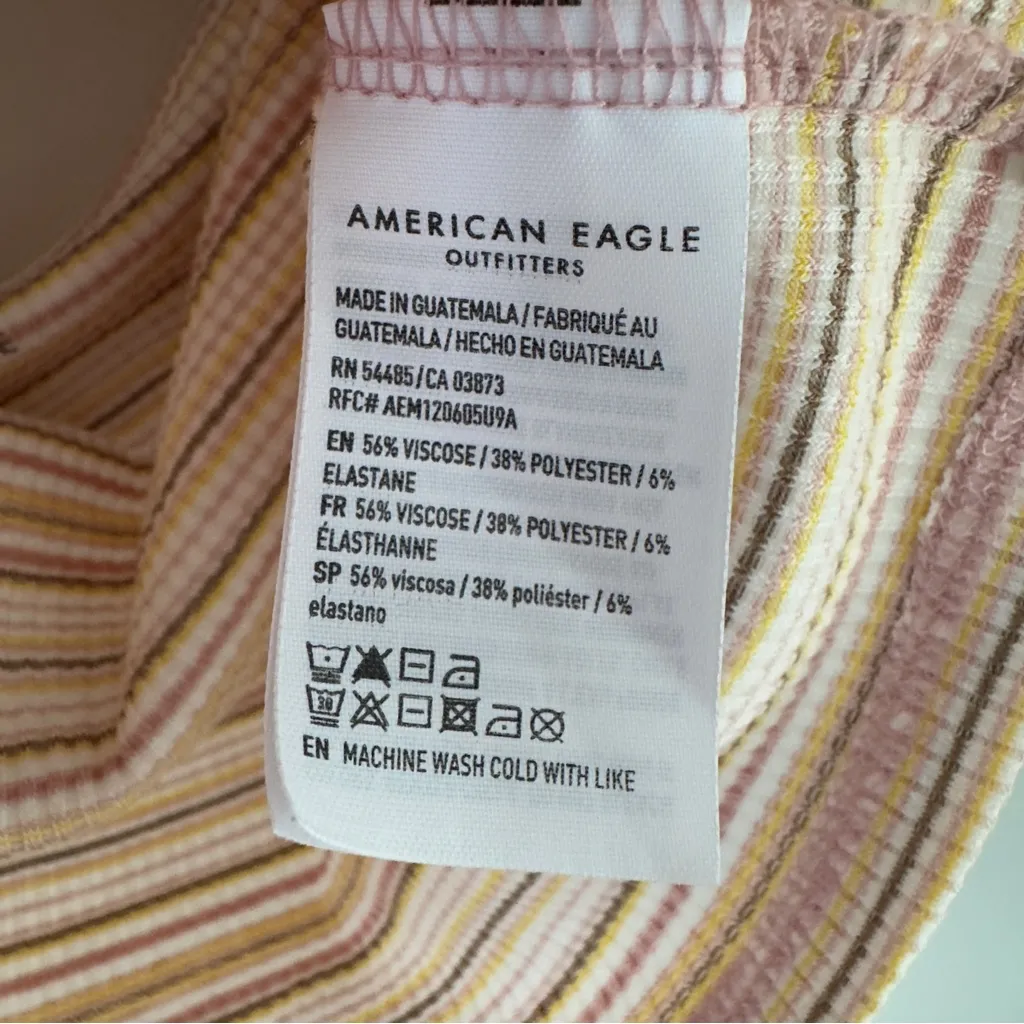 AMERICAN EAGLE
OUTFITTERS
MADE IN GUATEMALA / FABRIQUÉ AU
GUATEMALA / HECHO EN GUATEMALA
RN 54485 / CA 03873
RFC# AEM120605U9A
EN 56% VISCOSE / 38% POLYESTER / 6%
ELASTANE
FR 56% VISCOSE / 38% POLYESTER / 6%
ÉLASTHANNE
SP 56% viscosa / 38% poliéster / 6%
elastano
30
EN MACHINE WASH COLD WITH LIKE